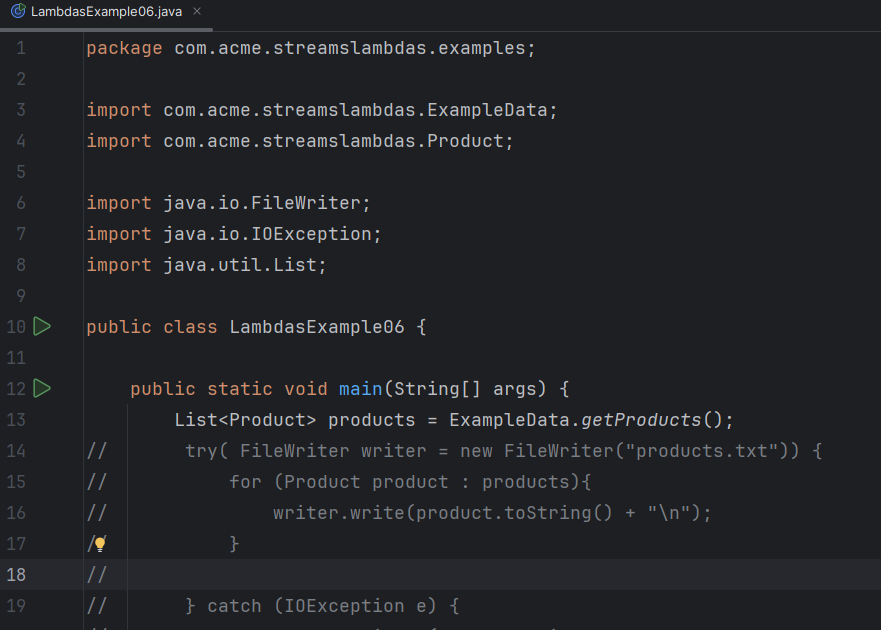 LambdasExample06.java ×
1 package com.acme.streamslambdas.examples;
2
3 import com.acme.streamslambdas.ExampleData;
4 import com.acme.streamslambdas.Product;
5
6 import java.io.FileWriter;
7 import java.io.IOException;
8 import java.util.List;
9
10 public class LambdasExample06 {
11
12 public static void main(String[] args) {
13 List<Product> products = ExampleData.getProducts();
14 // try( FileWriter writer = new FileWriter("products.txt")) {
15 // for (Product product : products){
16 // writer.write(product.toString() + "\n");
17 / }
18 //
19 // } catch (IOException e) {